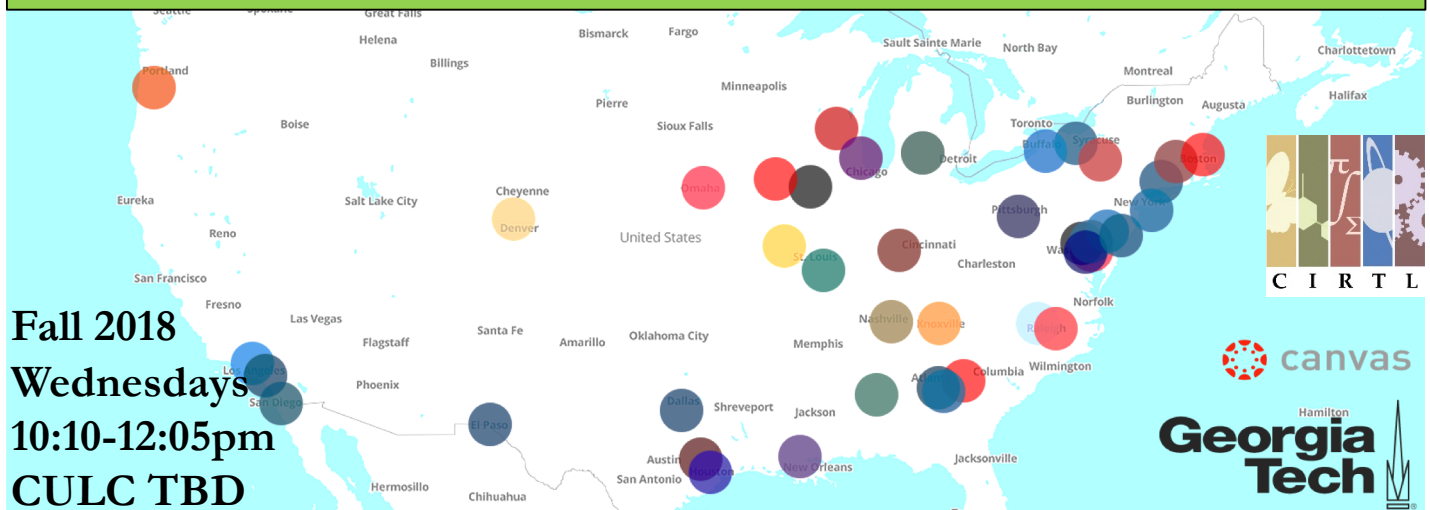 Great Falls
Helena
Bismarck
Fargo
Sault Sainte Marie
North Bay
Charlottetown
Billings
Montreal
Portland
Minneapolis
Pierre
Burlington
Augusta
Halifax
Boise
Sioux Falls
Toronto
Buffalo
Syracuse
Detroit
Boston
Chicago
Omaha
Cheyenne
Eureka
Salt Lake City
New York
Pittsburgh
Denver
Reno
United States
Cincinnati
St. Louis
Charleston
San Francisco
C I R T L
Fresno
Norfolk
Las Vegas
Santa Fe
Nashville
Knoxville
Raleigh
Flagstaff
Amarillo
Oklahoma City
Memphis
Wilmington
Los Angeles
Phoenix
Columbia
San Diego
Dallas
Shreveport
Jackson
El Paso
Hamilton
Austin
Houston
New Orleans
Jacksonville
San Antonio
Hermosillo
Chihuahua
Fall 2018
Wednesdays
10:10-12:05pm
CULC TBD
π
∫
Σ
canvas
Georgia
Tech